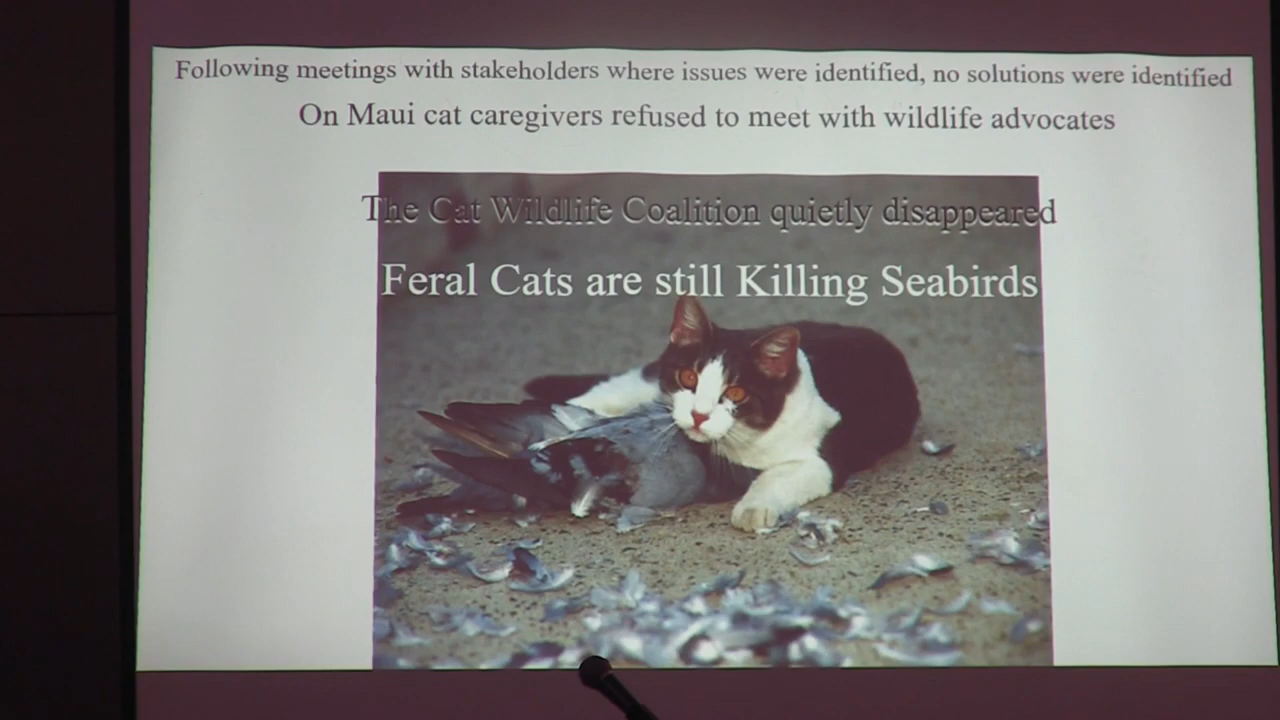 Following meetings with stakeholders where issues were identified, no solutions were identified
On Maui cat caregivers refused to meet with wildlife advocates
The Cat Wildlife Coalition quietly disappeared
Feral Cats are still Killing Seabirds